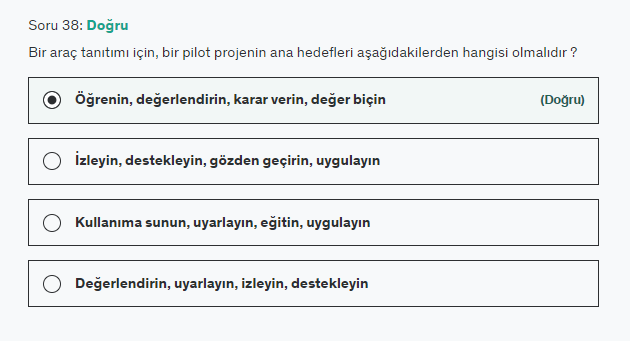 Soru 38: Doğru
Bir araç tanıtımı için, bir pilot projenin ana hedefleri aşağıdakilerden hangisi olmalıdır ?
Öğrenin, değerlendirin, karar verin, değer biçin (Doğru)
İzleyin, destekleyin, gözden geçirin, uygulayın
Kullanıma sunun, uyarlayın, eğitin, uygulayın
Değerlendirin, uyarlayın, izleyin, destekleyin